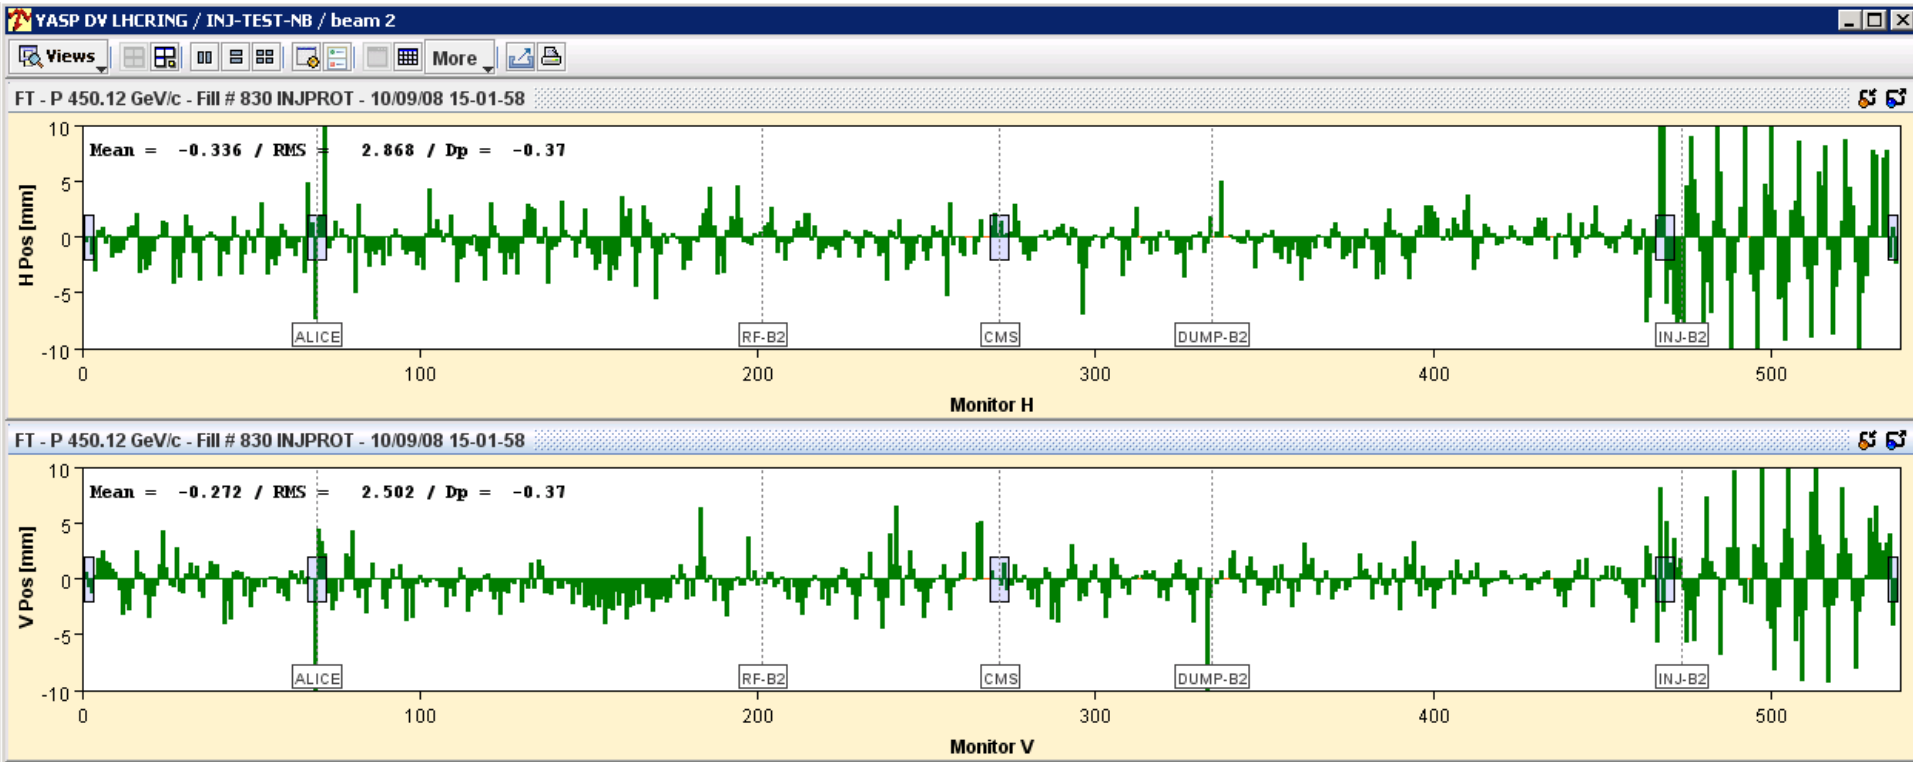 YASP DV LHCRING / INJ-TEST-NB / beam 2
Views More
FT - P 450.12 GeV/c - Fill # 830 INJPROT - 10/09/08 15-01-58
Mean = -0.336 / RMS = 2.868 / Dp = -0.37
H Pos [mm]
10
5
0
-5
-10
ALICE RF-B2 CMS DUMP-B2 INJ-B2
0 100 200 300 400 500
Monitor H
FT - P 450.12 GeV/c - Fill # 830 INJPROT - 10/09/08 15-01-58
Mean = -0.272 / RMS = 2.502 / Dp = -0.37
V Pos [mm]
10
5
0
-5
-10
ALICE RF-B2 CMS DUMP-B2 INJ-B2
0 100 200 300 400 500
Monitor V